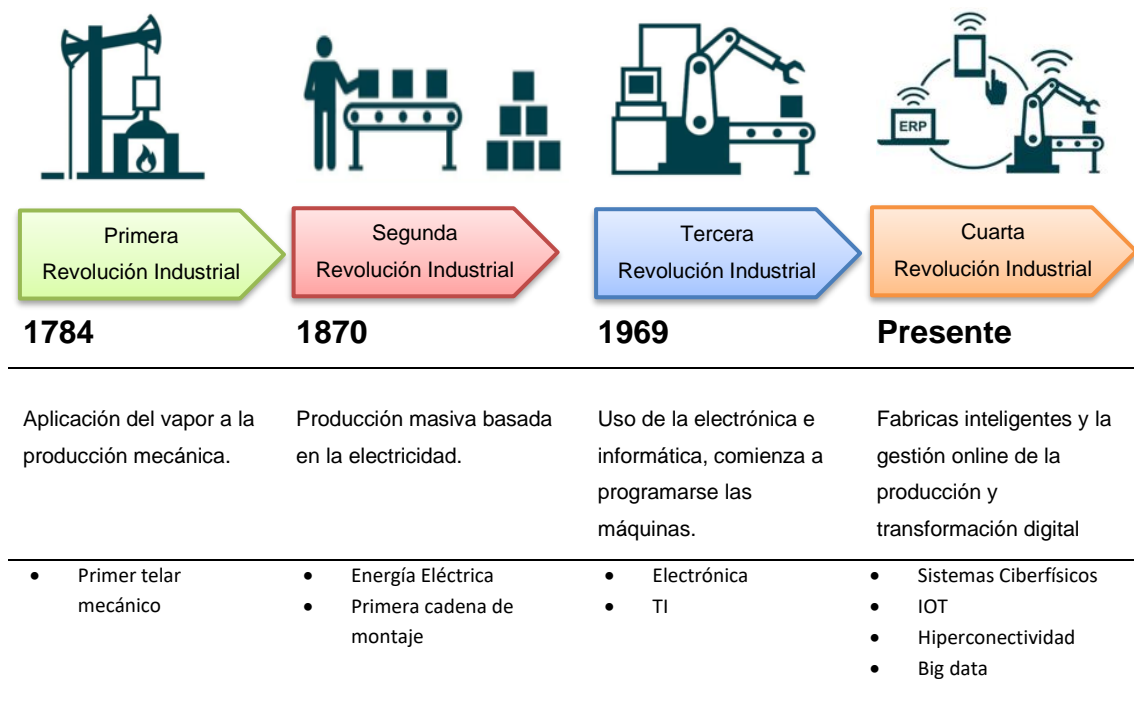 ERP
Primera
Revolución Industrial
Segunda
Revolución Industrial
Tercera
Revolución Industrial
Cuarta
Revolución Industrial
1784
1870
1969
Presente
Aplicación del vapor a la
producción mecánica.
Producción masiva basada
en la electricidad.
Uso de la electrónica e
informática, comienza a
programarse las
máquinas.
Fabricas inteligentes y la
gestión online de la
producción y
transformación digital
• Primer telar
mecánico
• Energía Eléctrica
• Primera cadena de
montaje
• Electrónica
• TI
• Sistemas Ciberfísicos
• IOT
• Hiperconectividad
• Big data